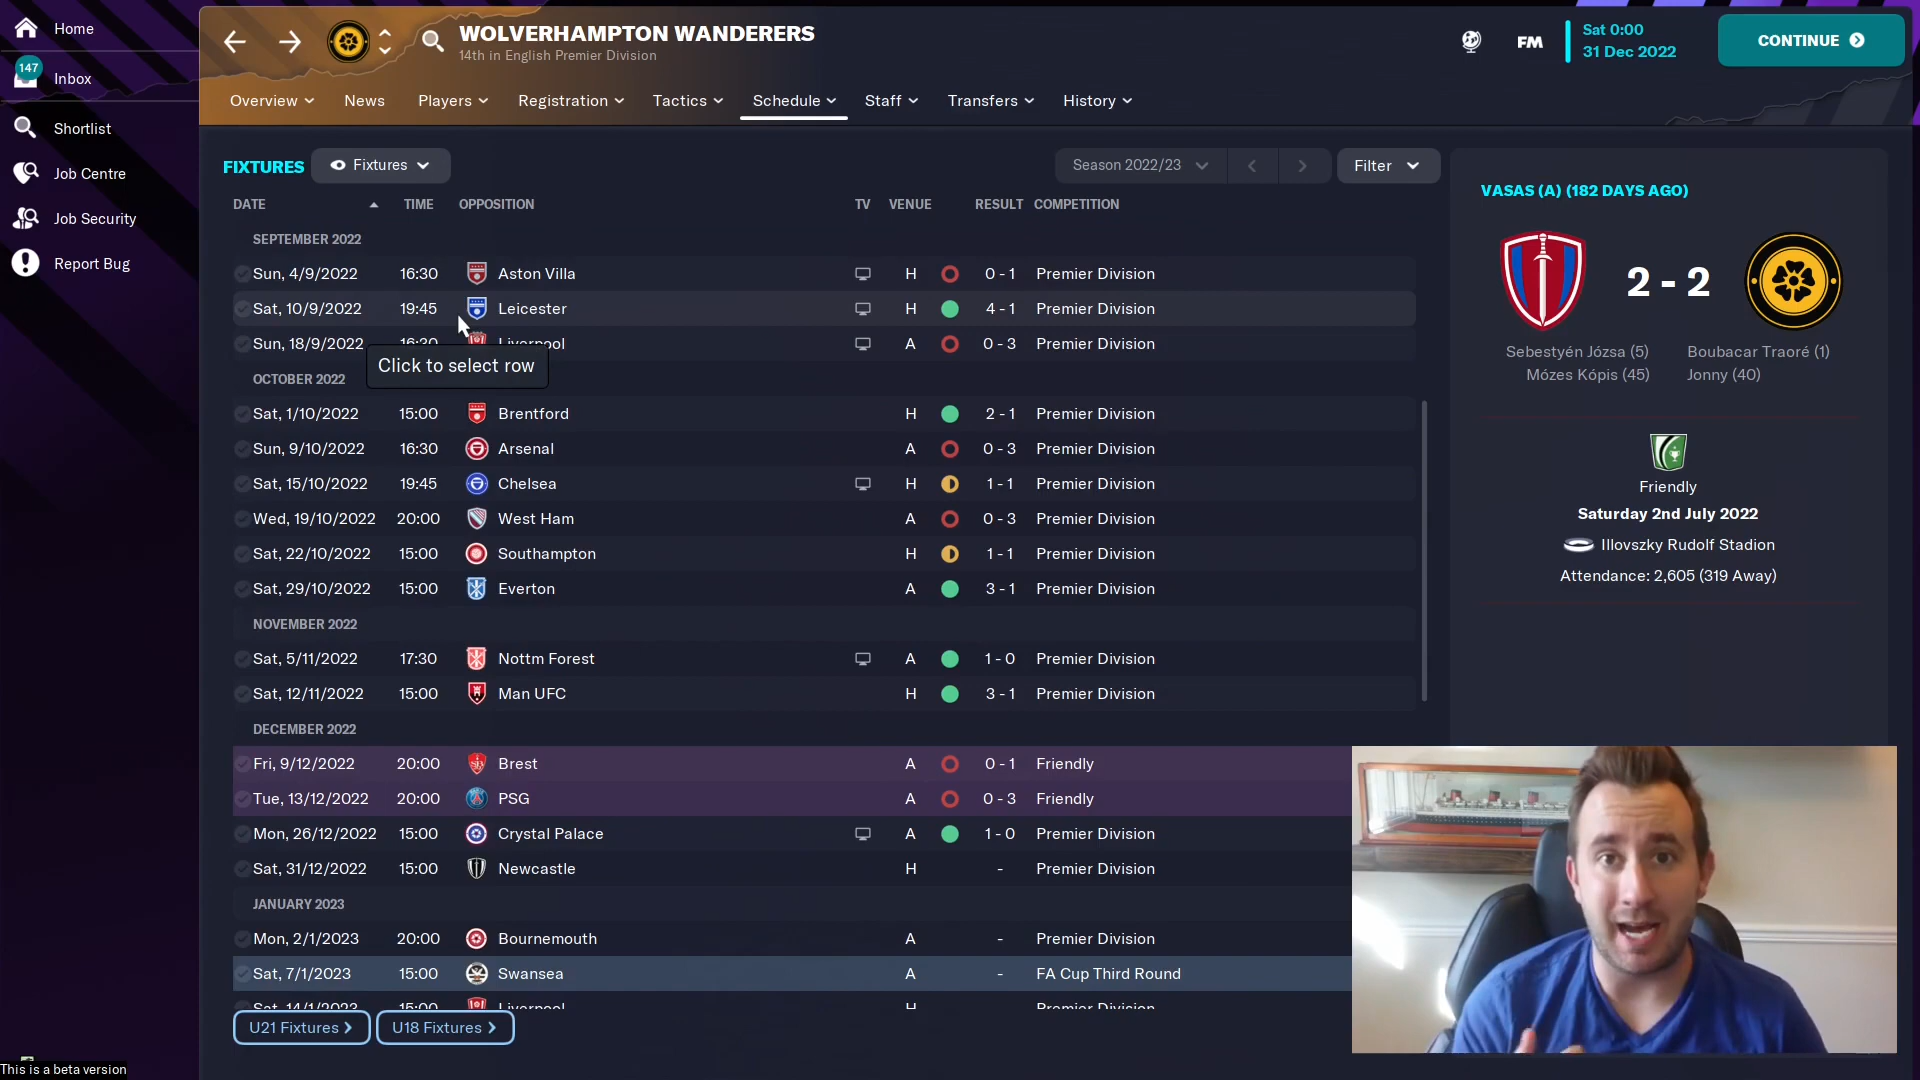 Home
147
Inbox
Shortlist
Job Centre
Job Security
Report Bug
This is a beta version
WOLVERHAMPTON WANDERERS
14th in English Premier Division
FM
Sat 0:00
31 Dec 2022
CONTINUE
Overview News Players Registration Tactics Schedule Staff Transfers History
FIXTURES Fixtures Season 2022/23 Filter
DATE TIME OPPOSITION TV VENUE RESULT COMPETITION
SEPTEMBER 2022
Sun, 4/9/2022 16:30 Aston Villa H 0 - 1 Premier Division
Sat, 10/9/2022 19:45 Leicester H 4 - 1 Premier Division
Sun, 18/9/2022 16:30 Liverpool A 0 - 3 Premier Division
Click to select row
OCTOBER 2022
Sat, 1/10/2022 15:00 Brentford H 2 - 1 Premier Division
Sun, 9/10/2022 16:30 Arsenal A 0 - 3 Premier Division
Sat, 15/10/2022 19:45 Chelsea H 1 - 1 Premier Division
Wed, 19/10/2022 20:00 West Ham A 0 - 3 Premier Division
Sat, 22/10/2022 15:00 Southampton H 1 - 1 Premier Division
Sat, 29/10/2022 15:00 Everton A 3 - 1 Premier Division
NOVEMBER 2022
Sat, 5/11/2022 17:30 Nottm Forest A 1 - 0 Premier Division
Sat, 12/11/2022 15:00 Man UFC H 3 - 1 Premier Division
DECEMBER 2022
Fri, 9/12/2022 20:00 Brest A 0 - 1 Friendly
Tue, 13/12/2022 20:00 PSG A 0 - 3 Friendly
Mon, 26/12/2022 15:00 Crystal Palace A 1 - 0 Premier Division
Sat, 31/12/2022 15:00 Newcastle H - Premier Division
JANUARY 2023
Mon, 2/1/2023 20:00 Bournemouth A - Premier Division
Sat, 7/1/2023 15:00 Swansea A - FA Cup Third Round
Sat, 14/1/2023 15:00 Liverpool H Premier Division
U21 Fixtures U18 Fixtures
VASAS (A) (182 DAYS AGO)
2 - 2
Sebestyén Józsa (5) Boubacar Traoré (1)
Mózes Kópis (45) Jonny (40)
Friendly
Saturday 2nd July 2022
Illovszky Rudolf Stadion
Attendance: 2,605 (319 Away)